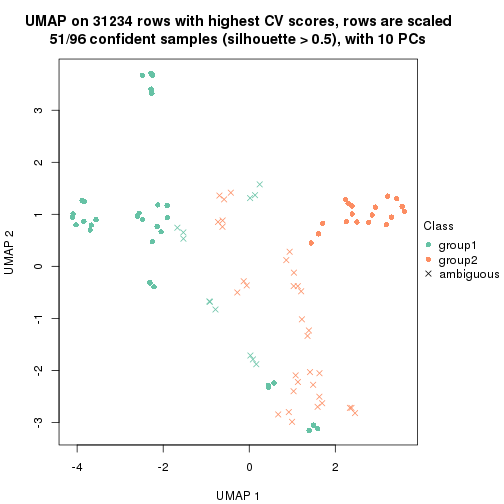 UMAP on 31234 rows with highest CV scores, rows are scaled
51/96 confident samples (silhouette > 0.5), with 10 PCs
3
2
1
0
-1
-2
-3
UMAP 2
-4
-2
0
2
UMAP 1
Class
group1
group2
ambiguous